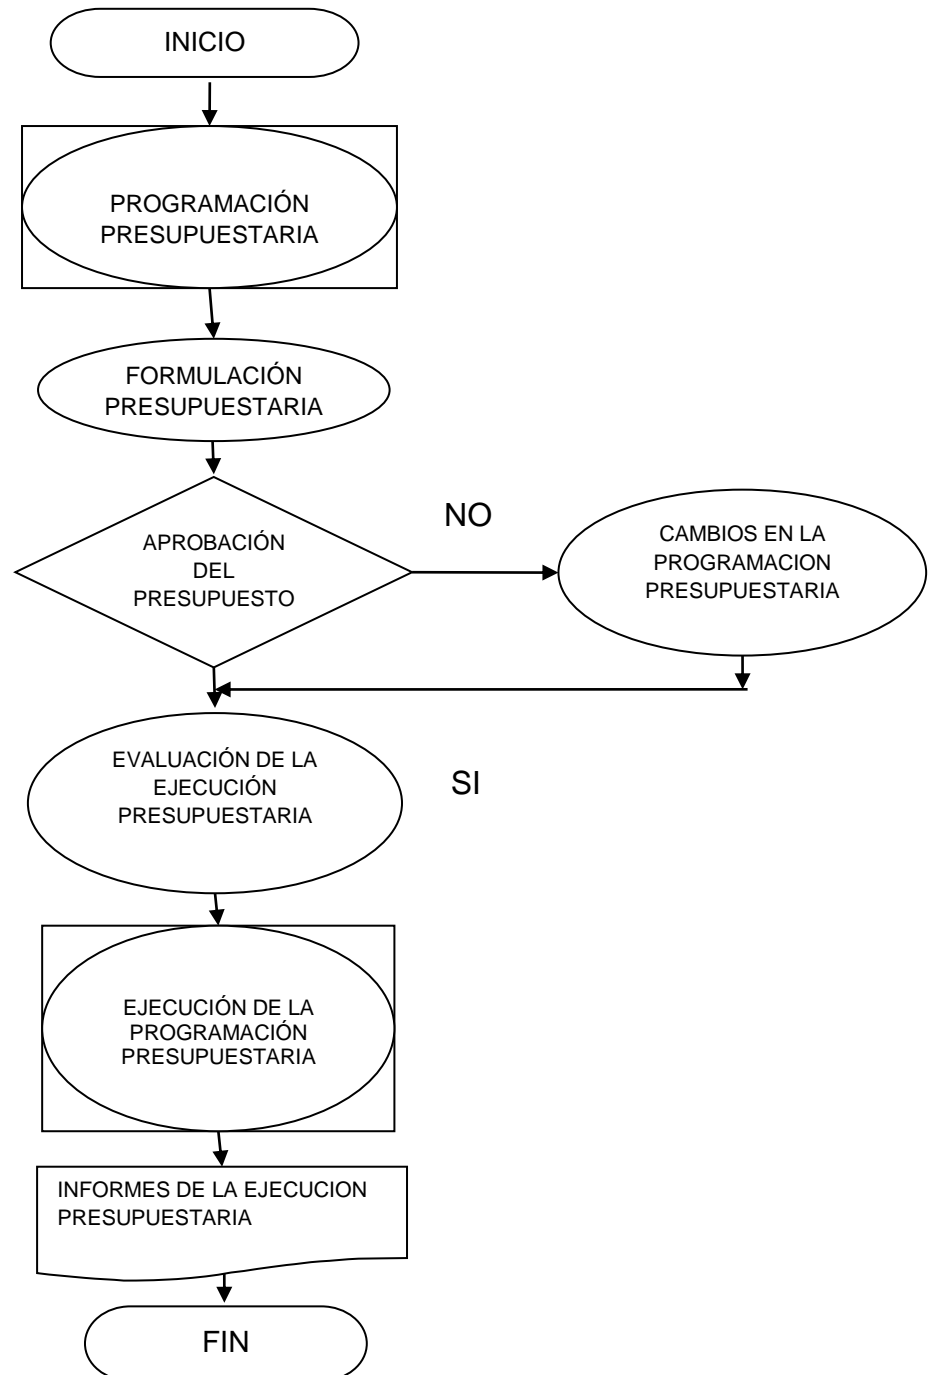 INICIO
PROGRAMACIÓN
PRESUPUESTARIA
FORMULACIÓN
PRESUPUESTARIA
APROBACIÓN
DEL
PRESUPUESTO
NO
CAMBIOS EN LA
PROGRAMACION
PRESUPUESTARIA
EVALUACIÓN DE LA
EJECUCIÓN
PRESUPUESTARIA
SI
EJECUCIÓN DE LA
PROGRAMACIÓN
PRESUPUESTARIA
INFORMES DE LA EJECUCION
PRESUPUESTARIA
FIN